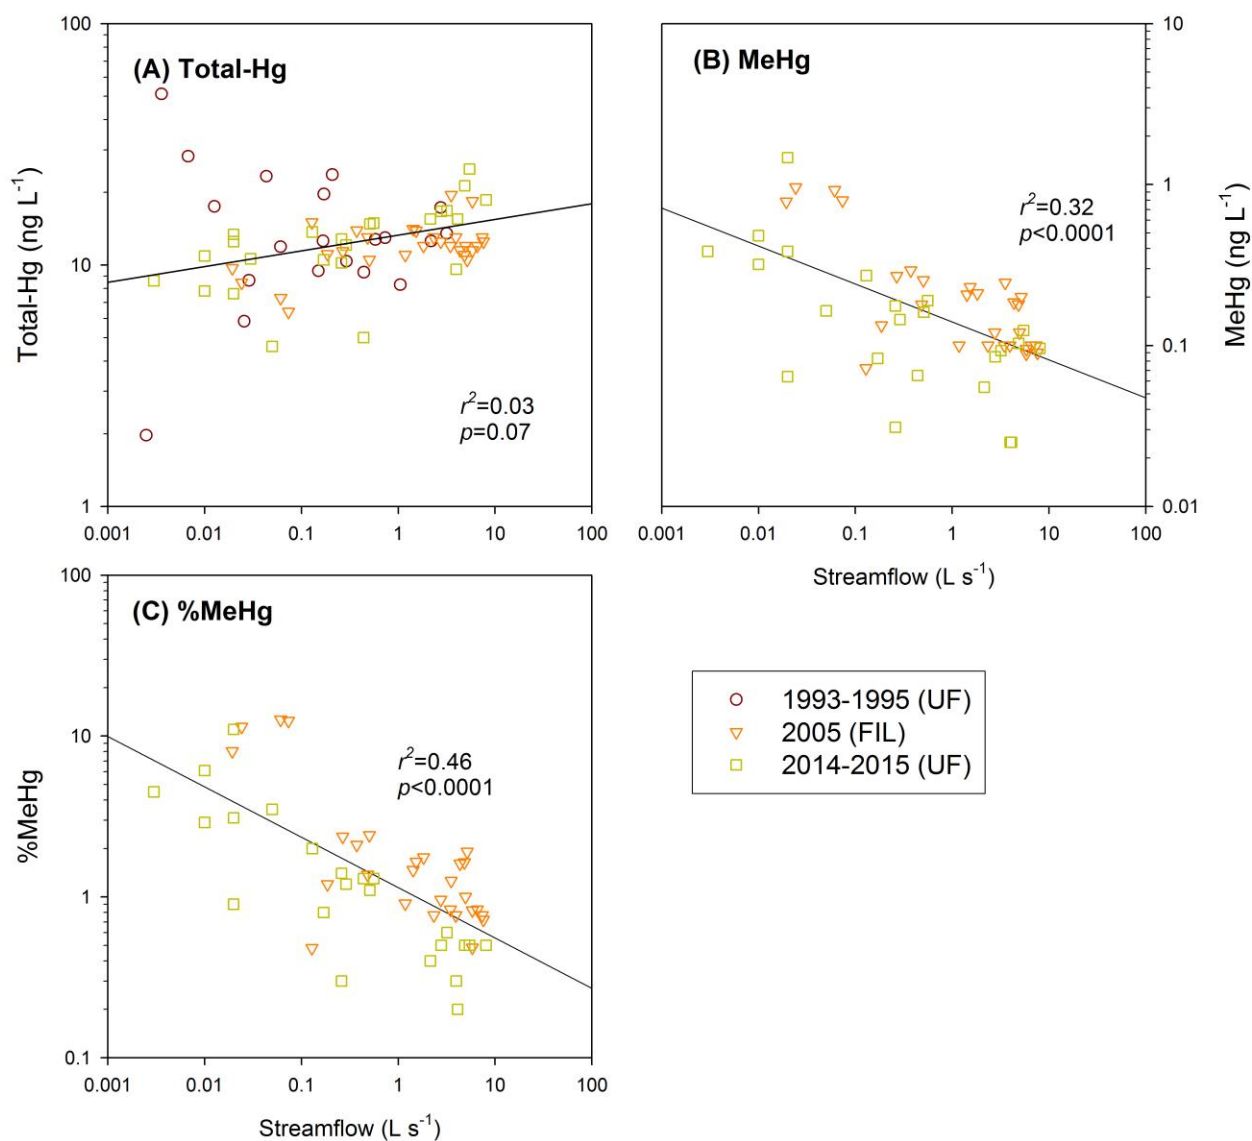 (A) Total-Hg
Total-Hg (ng L⁻¹)
100
10
1
0.001 0.01 0.1 1 10 100
r²=0.03
p=0.07
(B) MeHg
MeHg (ng L⁻¹)
10
1
0.1
0.01
0.001 0.01 0.1 1 10 100
Streamflow (L s⁻¹)
r²=0.32
p<0.0001
(C) %MeHg
%MeHg
100
10
1
0.1
0.001 0.01 0.1 1 10 100
Streamflow (L s⁻¹)
r²=0.46
p<0.0001
1993-1995 (UF)
2005 (FIL)
2014-2015 (UF)